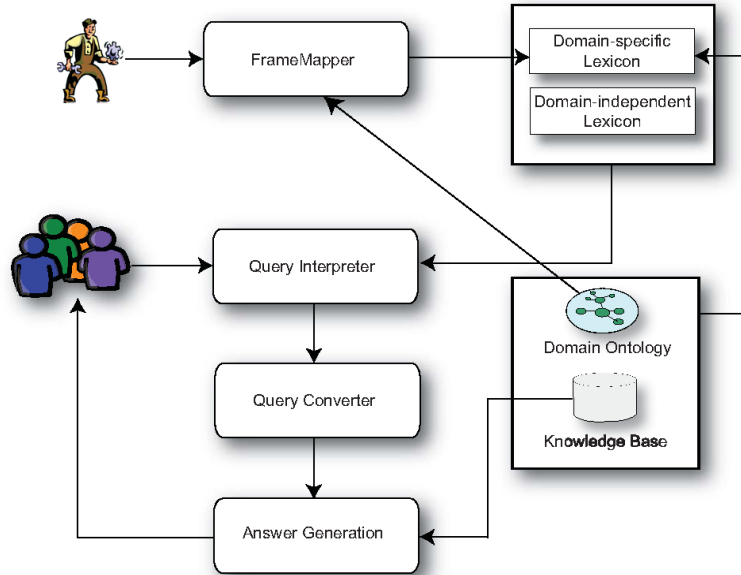 FrameMapper
Domain-specific
Lexicon
Domain-independent
Lexicon
Query Interpreter
Domain Ontology
Query Converter
Knowledge Base
Answer Generation